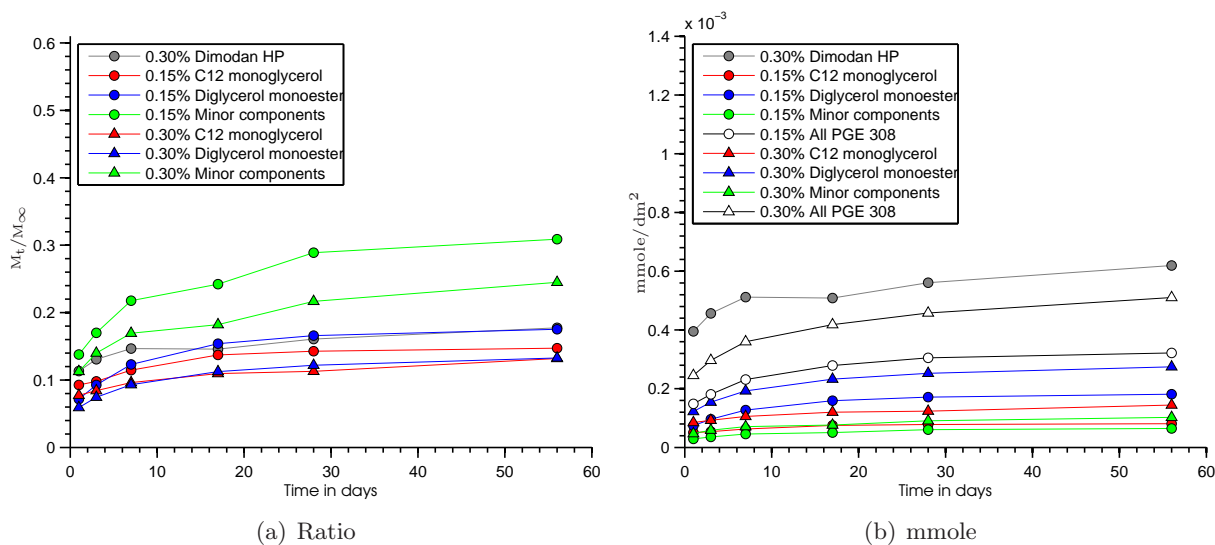 0.6
0.5
0.4
0.3
0.2
0.1
0
M_t/M_∞
0.30% Dimodan HP
0.15% C12 monoglycerol
0.15% Diglycerol monoester
0.15% Minor components
0.30% C12 monoglycerol
0.30% Diglycerol monoester
0.30% Minor components
0 10 20 30 40 50 60
Time in days
(a) Ratio
x 10⁻³
1.4
1.2
1
0.8
0.6
0.4
0.2
0
mmole/dm²
0.30% Dimodan HP
0.15% C12 monoglycerol
0.15% Diglycerol monoester
0.15% Minor components
0.15% All PGE 308
0.30% C12 monoglycerol
0.30% Diglycerol monoester
0.30% Minor components
0.30% All PGE 308
0 10 20 30 40 50 60
Time in days
(b) mmole